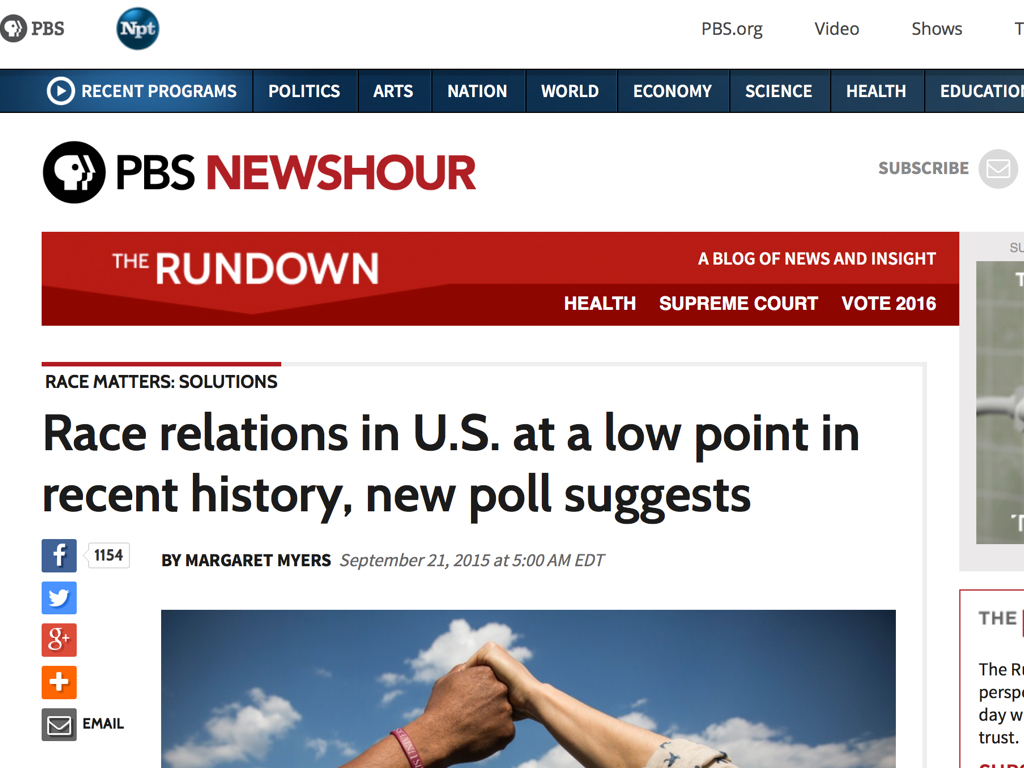 PBS
Npt
PBS.org Video Shows
RECENT PROGRAMS POLITICS ARTS NATION WORLD ECONOMY SCIENCE HEALTH EDUCATION
PBS NEWSHOUR
SUBSCRIBE
THE RUNDOWN
A BLOG OF NEWS AND INSIGHT
HEALTH SUPREME COURT VOTE 2016
RACE MATTERS: SOLUTIONS
Race relations in U.S. at a low point in
recent history, new poll suggests
1154
BY MARGARET MYERS September 21, 2015 at 5:00 AM EDT
g+
EMAIL
THE
The
day
trust.